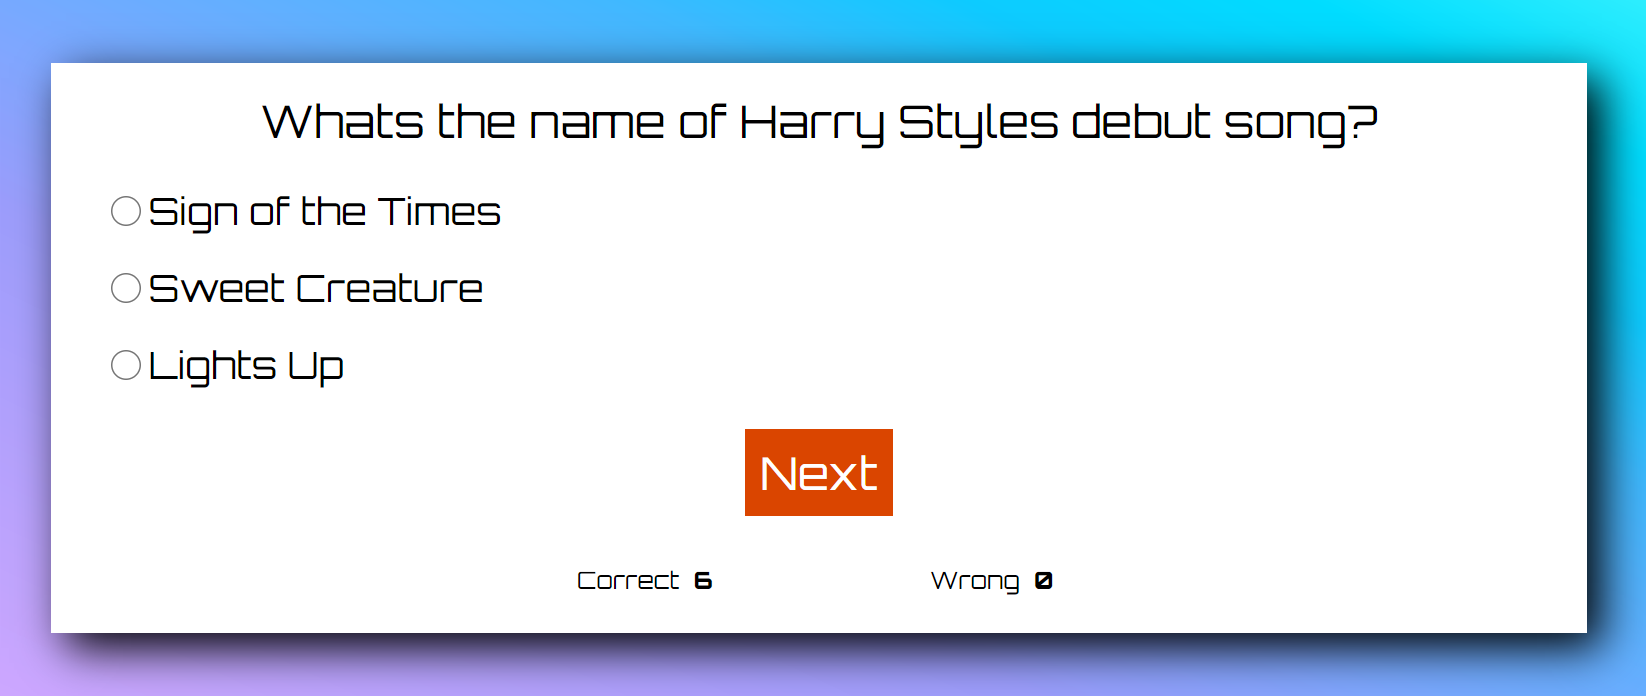 Whats the name of Harry Styles debut song?
Sign of the Times
Sweet Creature
Lights Up
Next
Correct 6 Wrong 0